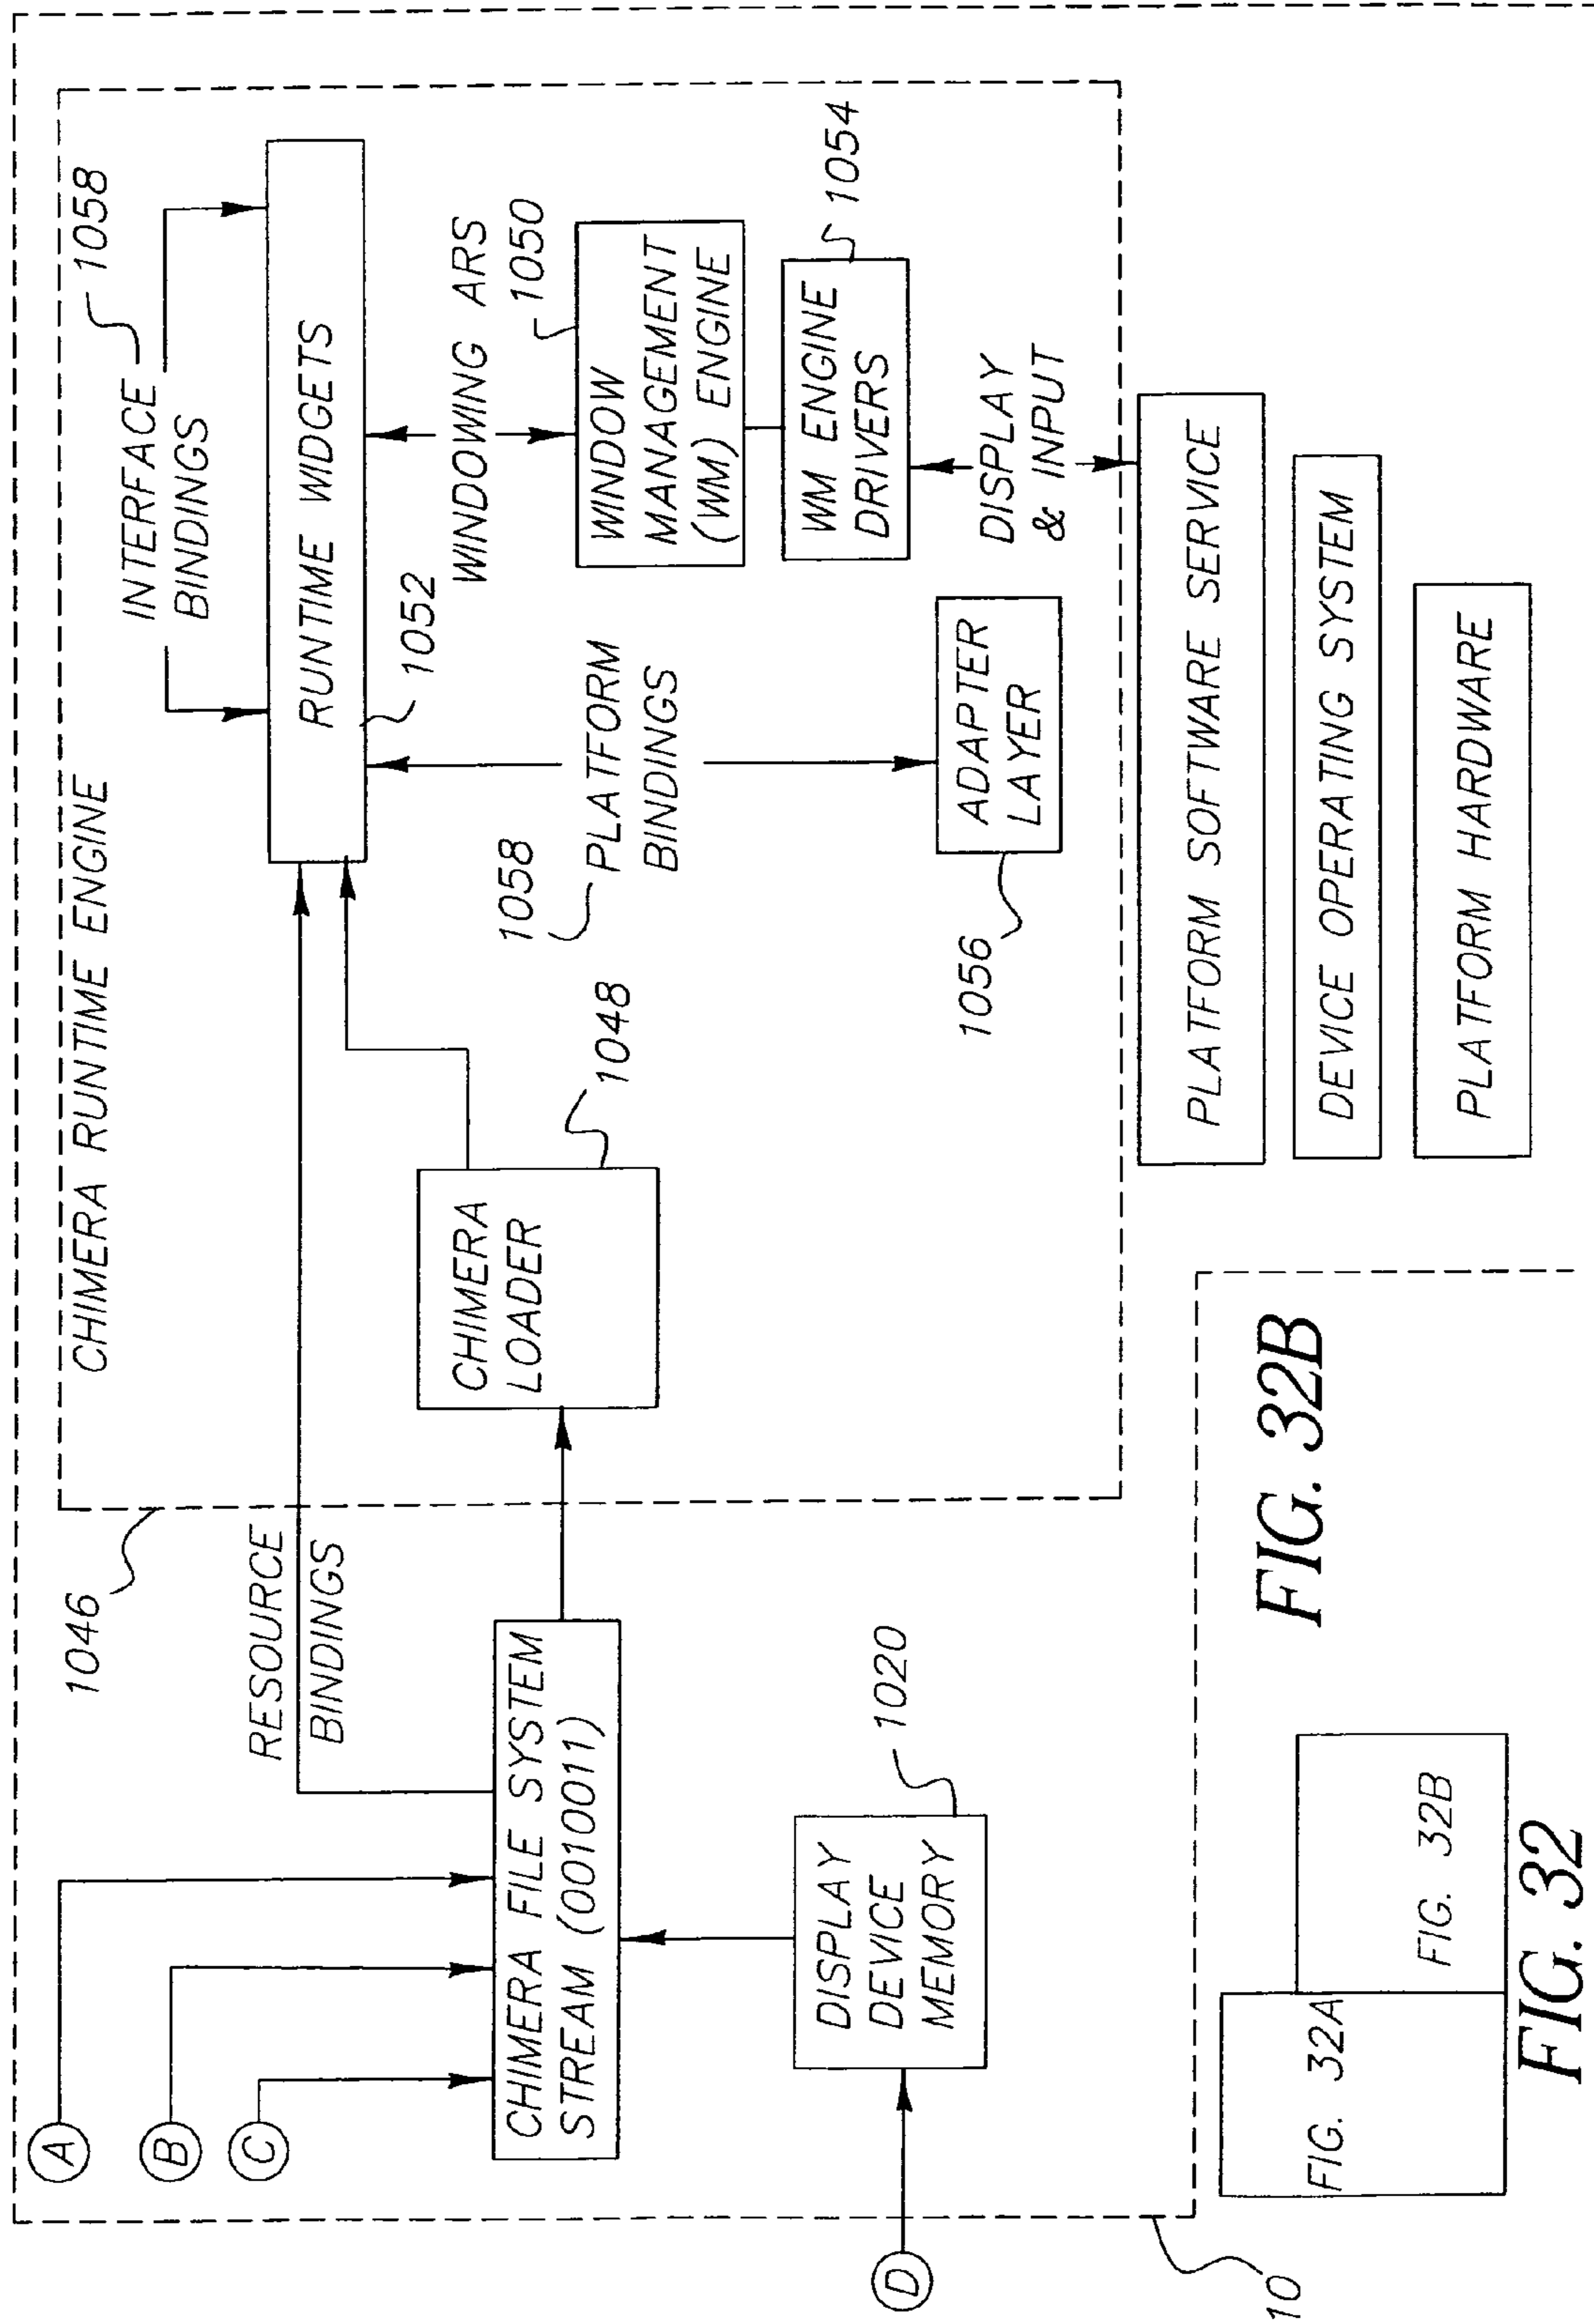 CHIMERA RUNTIME ENGINE
INTERFACE
BINDINGS
1058
RUNTIME WIDGETS
1052
WINDOWING ARS
1050
WINDOW
MANAGEMENT
(WM) ENGINE
WM ENGINE
DRIVERS
1054
DISPLAY
& INPUT
1058
PLATFORM
BINDINGS
ADAPTER
LAYER
1056
CHIMERA
LOADER
1048
1046
RESOURCE
BINDINGS
A
B
C
CHIMERA FILE SYSTEM
STREAM (0010011)
DISPLAY
DEVICE
MEMORY
1020
D
10
PLATFORM SOFTWARE SERVICE
DEVICE OPERATING SYSTEM
PLATFORM HARDWARE
FIG. 32B
FIG. 32A
FIG. 32B
FIG. 32